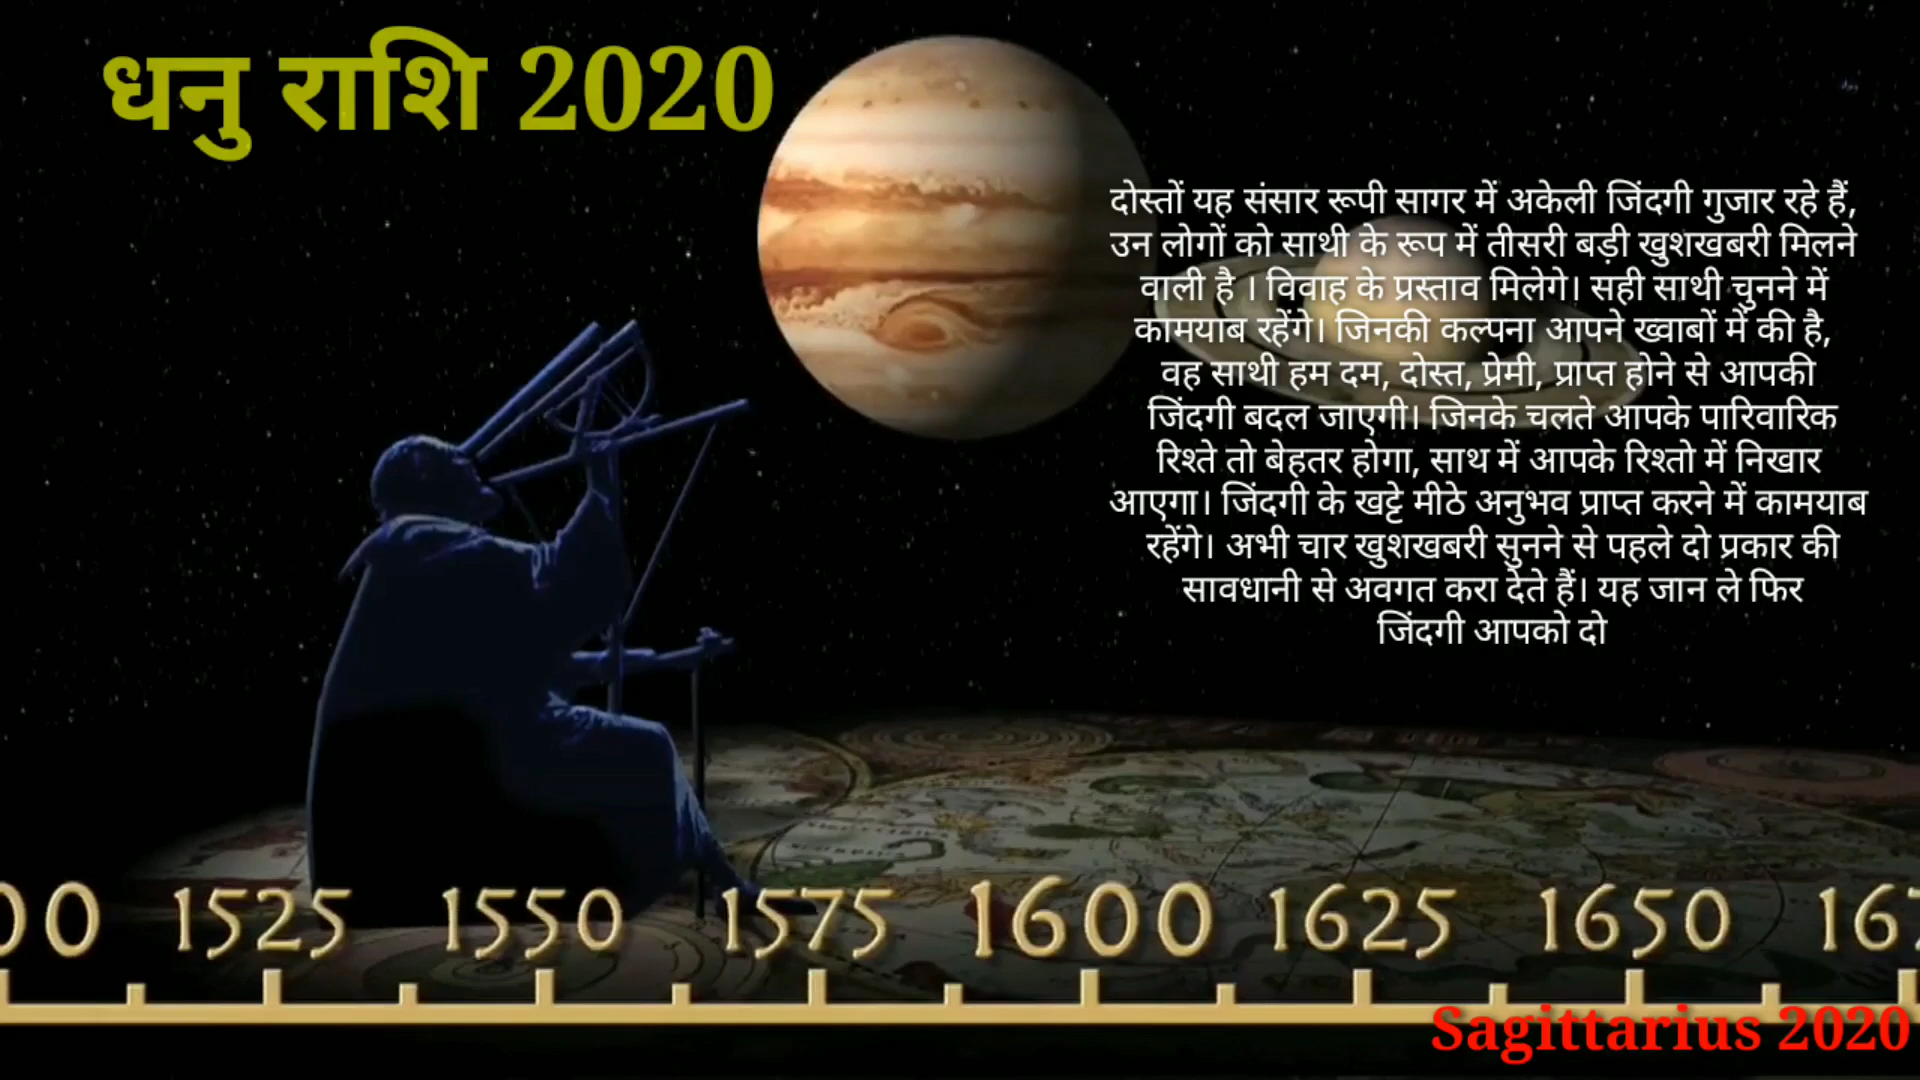 धनु राशि 2020
दोस्तों यह संसार रूपी सागर में अकेली जिंदगी गुजार रहे हैं,
उन लोगों को साथी के रूप में तीसरी बड़ी खुशखबरी मिलने
वाली है । विवाह के प्रस्ताव मिलेगे। सही साथी चुनने में
कामयाब रहेंगे। जिनकी कल्पना आपने ख्वाबों में की है,
वह साथी हम दम, दोस्त, प्रेमी, प्राप्त होने से आपकी
जिंदगी बदल जाएगी। जिनके चलते आपके पारिवारिक
रिश्ते तो बेहतर होगा, साथ में आपके रिश्तो में निखार
आएगा। जिंदगी के खट्टे मीठे अनुभव प्राप्त करने में कामयाब
रहेंगे। अभी चार खुशखबरी सुनने से पहले दो प्रकार की
सावधानी से अवगत करा देते हैं। यह जान ले फिर
जिंदगी आपको दो
1525 1550 1575 1600 1625 1650
Sagittarius 2020